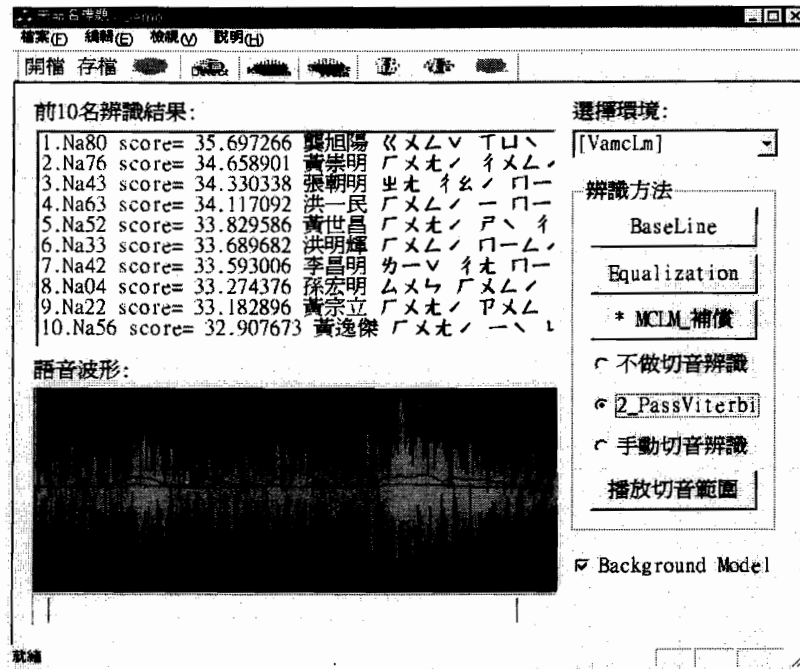 檔案(F) 編輯(E) 檢視(V) 說明(H)
開檔 存檔
前10名辨識結果:
1.Na80 score= 35.697266 龔旭陽 ㄍㄨㄥˇ ㄒㄩˋ
2.Na76 score= 34.658901 黃崇明 ㄏㄨㄤˊ ㄔㄨㄥˊ
3.Na43 score= 34.330338 張朝明 ㄓㄤ ㄔㄠˊ ㄇㄧ
4.Na63 score= 34.117092 洪一民 ㄏㄨㄥˊ ㄧ ㄇㄧ
5.Na52 score= 33.829586 黃世昌 ㄏㄨㄤˊ ㄕˋ ㄔ
6.Na33 score= 33.689682 洪明輝 ㄏㄨㄥˊ ㄇㄧㄥˊ
7.Na42 score= 33.593006 李昌明 ㄌㄧˇ ㄔㄤ ㄇㄧ
8.Na04 score= 33.274376 孫宏明 ㄙㄨㄣ ㄏㄨㄥˊ
9.Na22 score= 33.182896 黃宗立 ㄏㄨㄤˊ ㄗㄨㄥ
10.Na56 score= 32.907673 黃逸傑 ㄏㄨㄤˊ ㄧˋ
語音波形:
選擇環境:
[VamcLm]
辨識方法
BaseLine
Equalization
* MCLM_補償
不做切音辨識
2_PassViterbi
手動切音辨識
播放切音範圍
Background Model
就緒